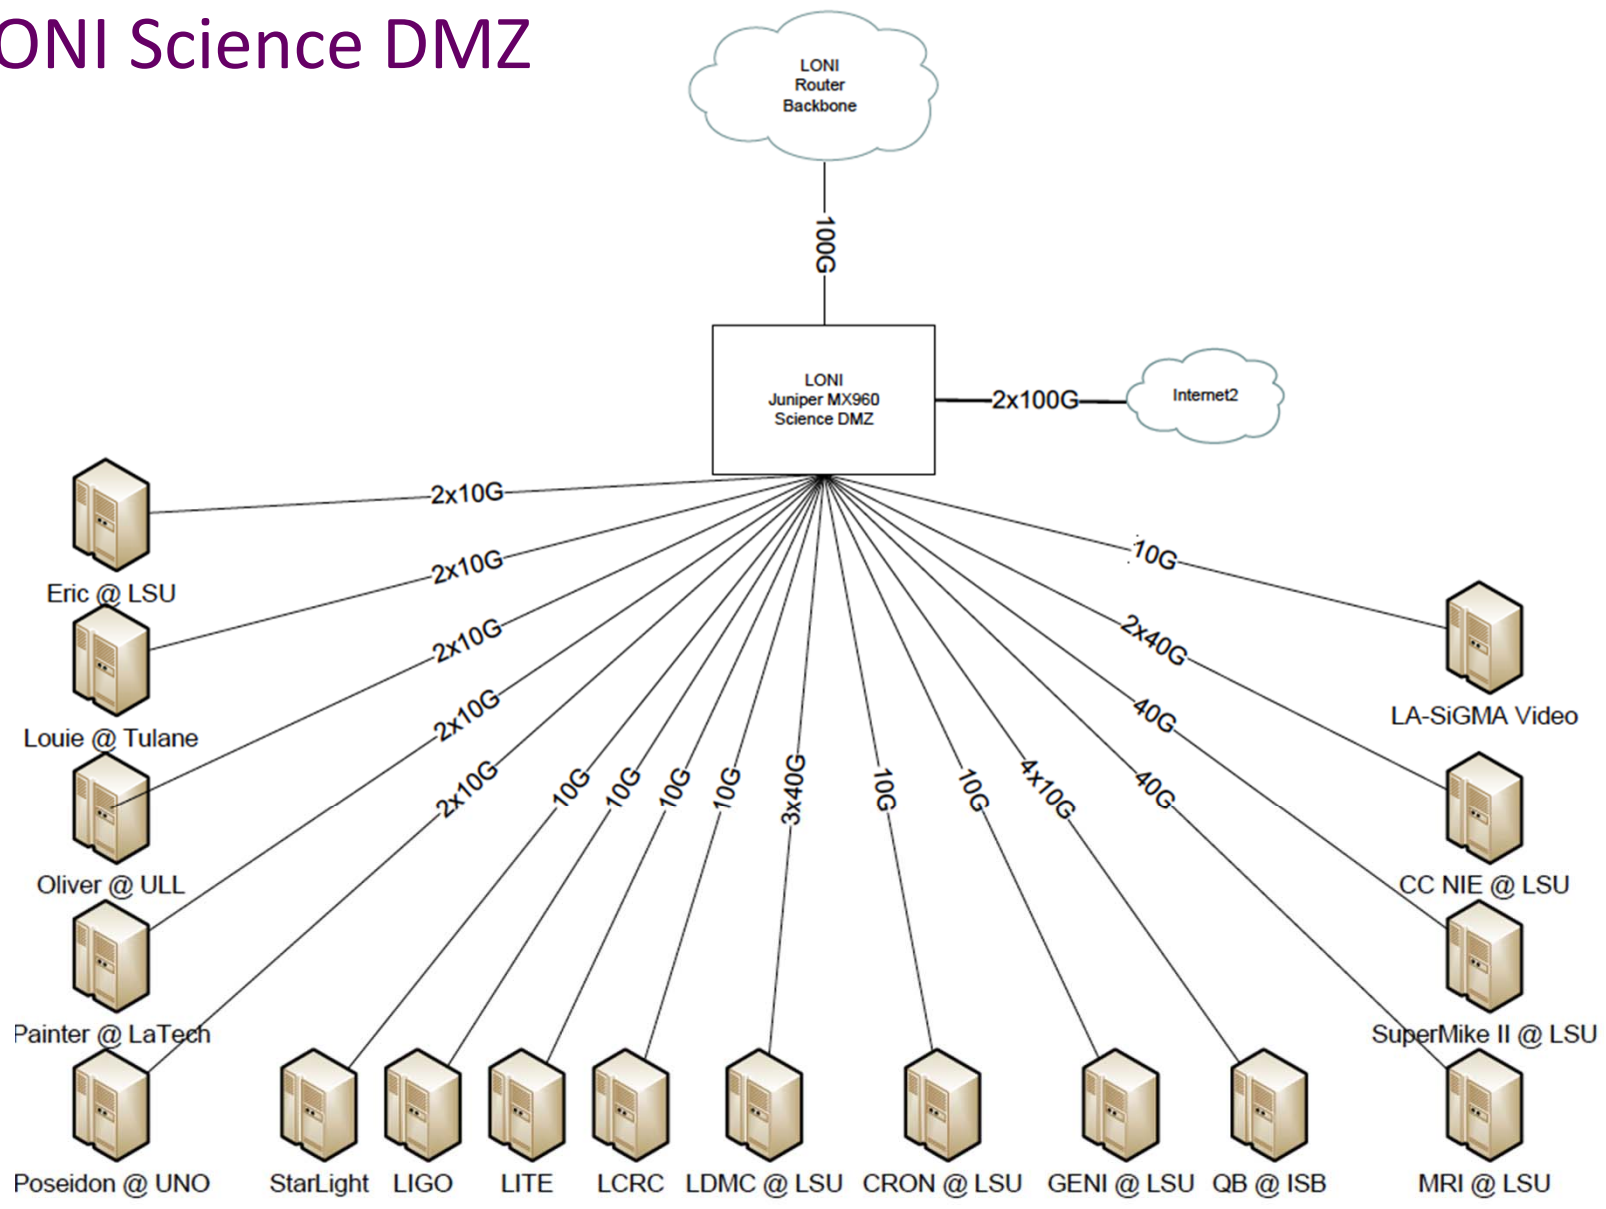 ONI Science DMZ
LONI
Router
Backbone
100G
LONI
Juniper MX960
Science DMZ
2x100G
Internet2
2x10G
2x10G
2x10G
2x10G
2x10G
10G
10G
10G
10G
3x40G
10G
10G
4x10G
40G
40G
2x40G
10G
Eric @ LSU
Louie @ Tulane
Oliver @ ULL
Painter @ LaTech
Poseidon @ UNO
StarLight
LIGO
LITE
LCRC
LDMC @ LSU
CRON @ LSU
GENI @ LSU
QB @ ISB
MRI @ LSU
SuperMike II @ LSU
CC NIE @ LSU
LA-SiGMA Video